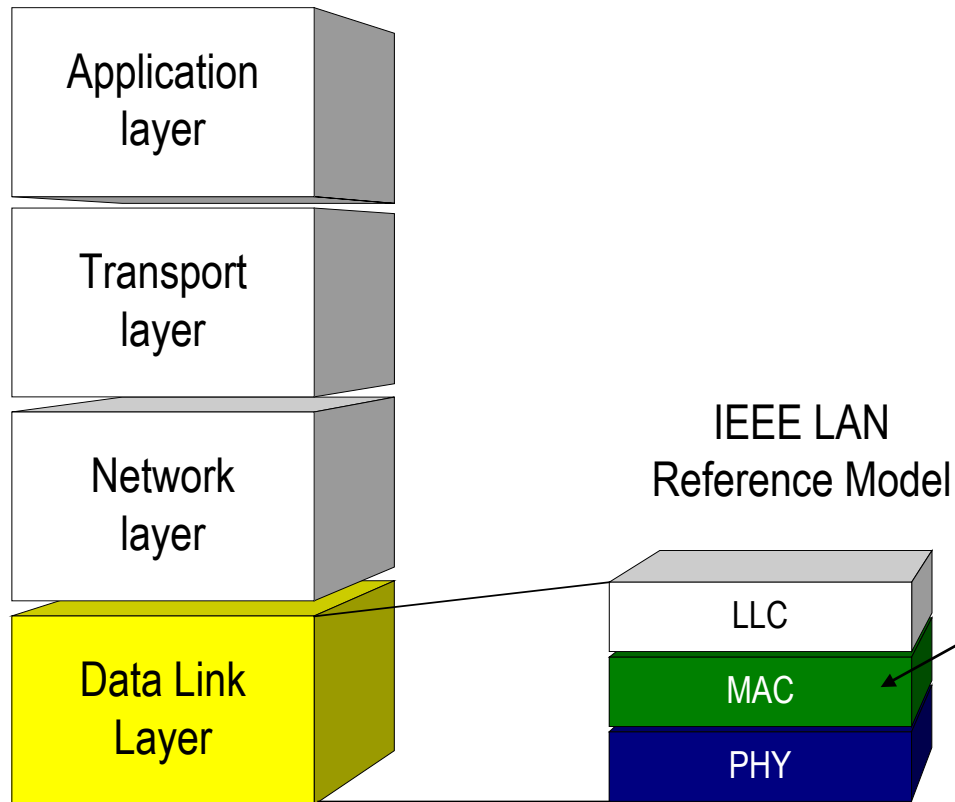 Application
layer
Transport
layer
Network
layer
Data Link
Layer
IEEE LAN
Reference Model
LLC
MAC
PHY